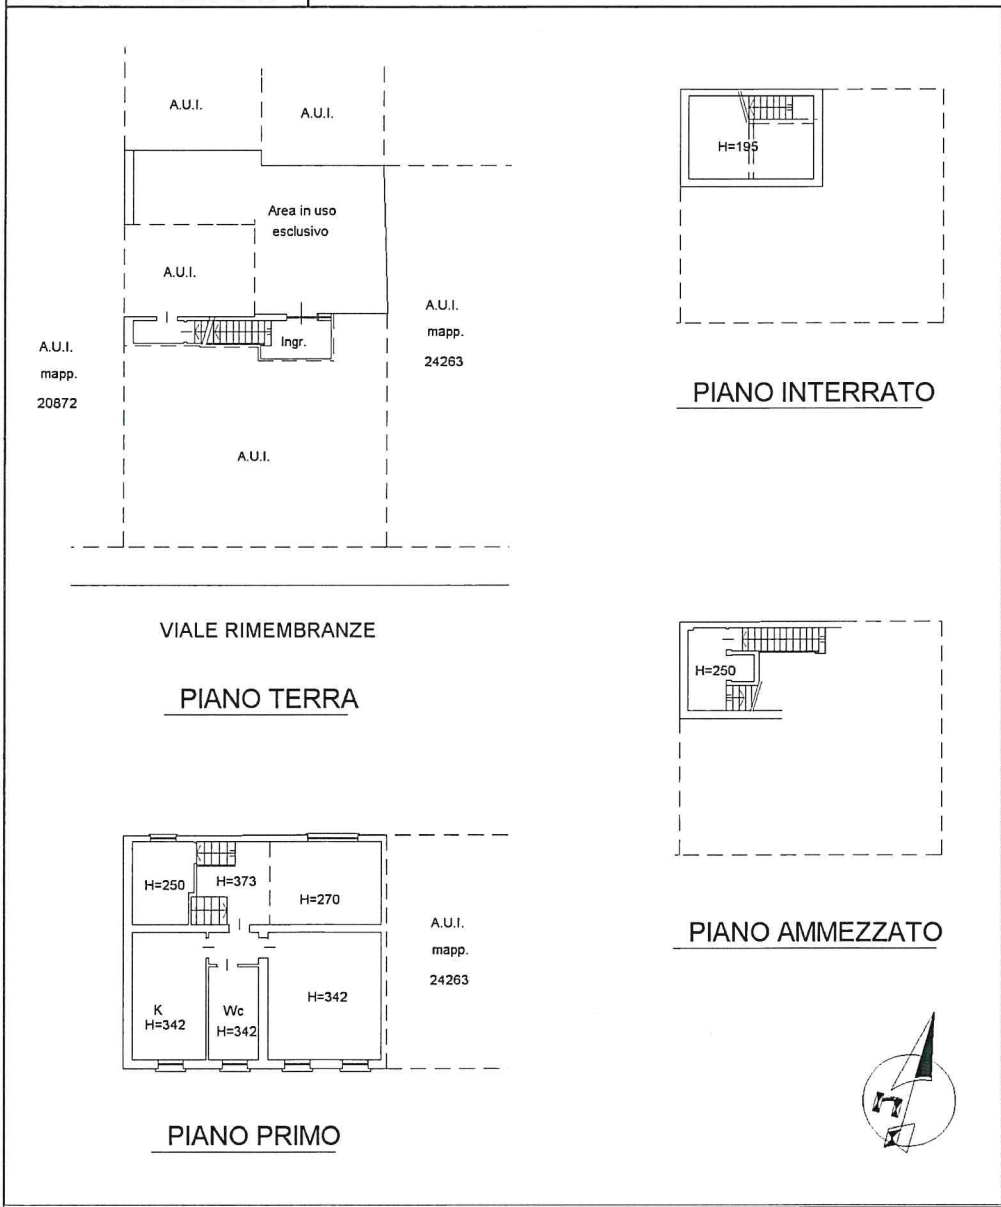 A.U.I.
A.U.I.
Area in uso
esclusivo
A.U.I.
Ingr.
A.U.I.
mapp.
24263
A.U.I.
mapp.
20872
A.U.I.
VIALE RIMEMBRANZE
PIANO TERRA
H=195
PIANO INTERRATO
H=250
PIANO AMMEZZATO
H=250
H=373
H=270
K
H=342
Wc
H=342
H=342
A.U.I.
mapp.
24263
PIANO PRIMO